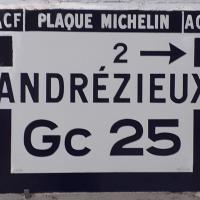 ACF PLAQUE MICHELIN AC
2 →
ANDRÉZIEUX
Gc 25